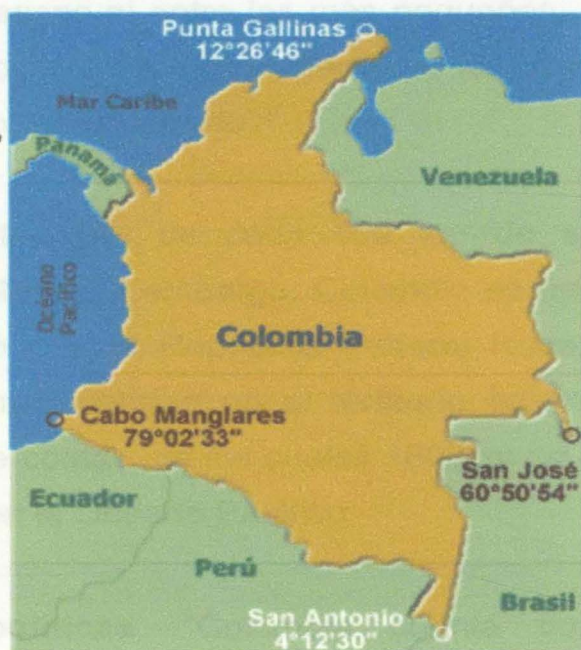 Punta Gallinas
12°26'46"
Mar Caribe
Panamá
Venezuela
Océano
Pacífico
Colombia
Cabo Manglares
79°02'33"
San José
60°50'54"
Ecuador
Perú
Brasil
San Antonio
4°12'30"